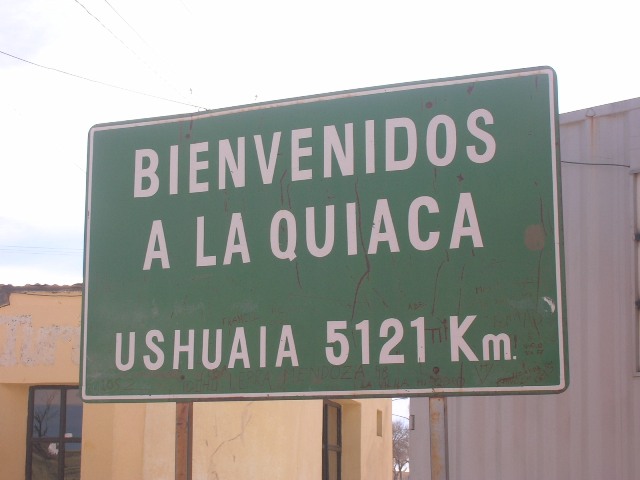 BIENVENIDOS
A LA QUIACA
USHUAIA 5121 Km.